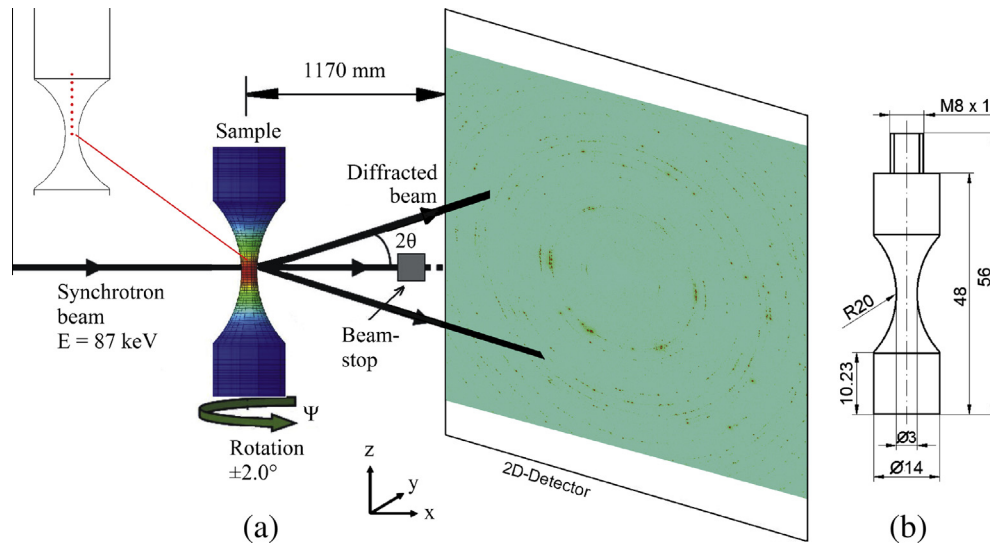 1170 mm
Sample
Diffracted
beam
2θ
Synchrotron
beam
E = 87 keV
Beam-
stop
Ψ
Rotation
±2.0°
z
y
x
2D-Detector
(a)
M8 x 1
R20
48
56
10.23
Ø3
Ø14
(b)